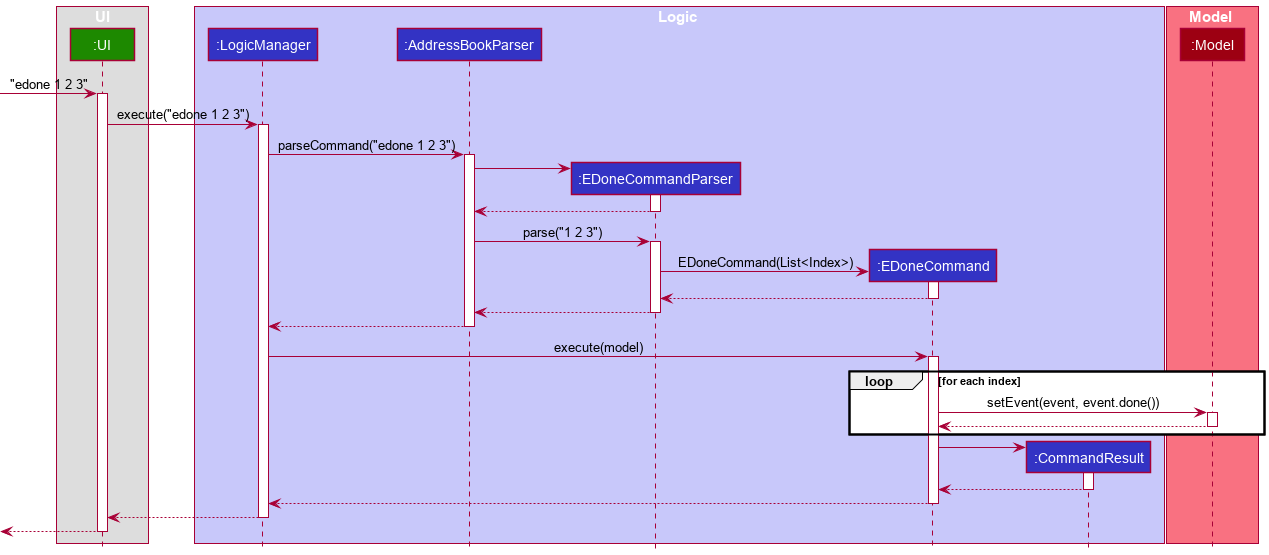 UI
Logic
Model
:UI
:LogicManager
:AddressBookParser
:Model
"edone 1 2 3"
execute("edone 1 2 3")
parseCommand("edone 1 2 3")
:EDoneCommandParser
parse("1 2 3")
EDoneCommand(List<Index>)
:EDoneCommand
execute(model)
loop
[for each index]
setEvent(event, event.done())
:CommandResult